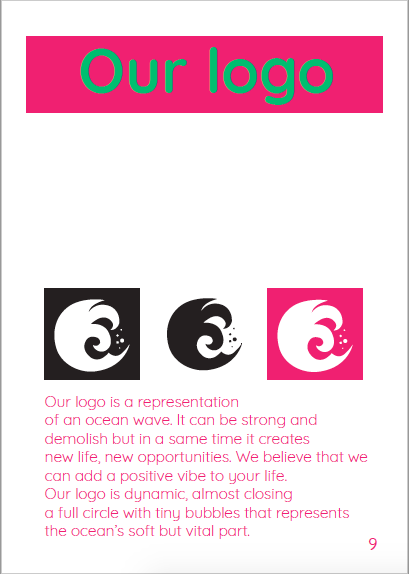 Our logo
Our logo is a representation
of an ocean wave. It can be strong and
demolish but in a same time it creates
new life, new opportunities. We believe that we
can add a positive vibe to your life.
Our logo is dynamic, almost closing
a full circle with tiny bubbles that represents
the ocean's soft but vital part.
9